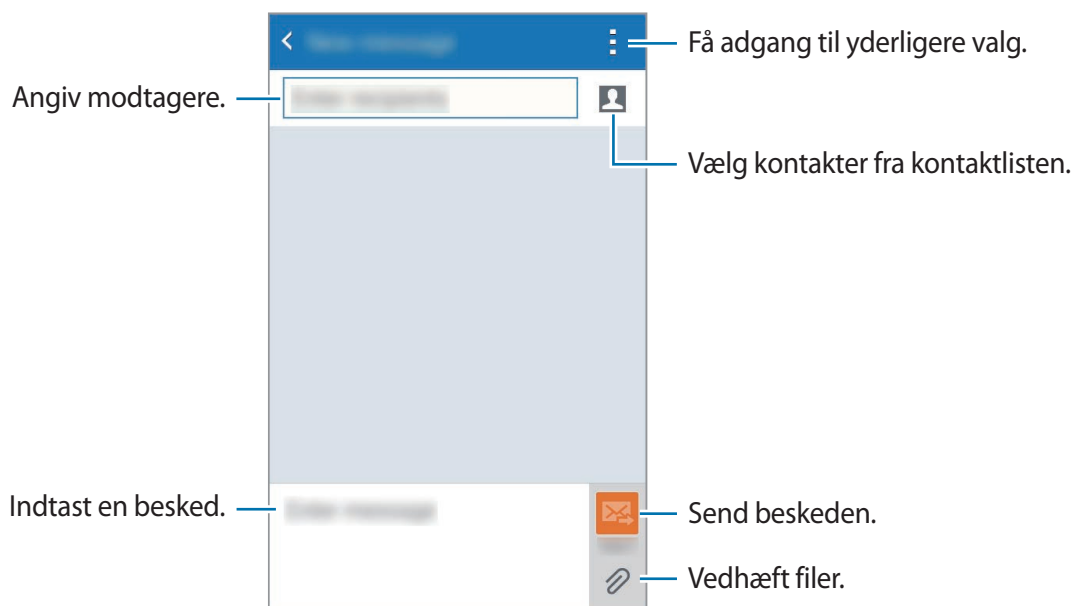 Få adgang til yderligere valg.
Angiv modtagere.
Vælg kontakter fra kontaktlisten.
Indtast en besked.
Send beskeden.
Vedhæft filer.